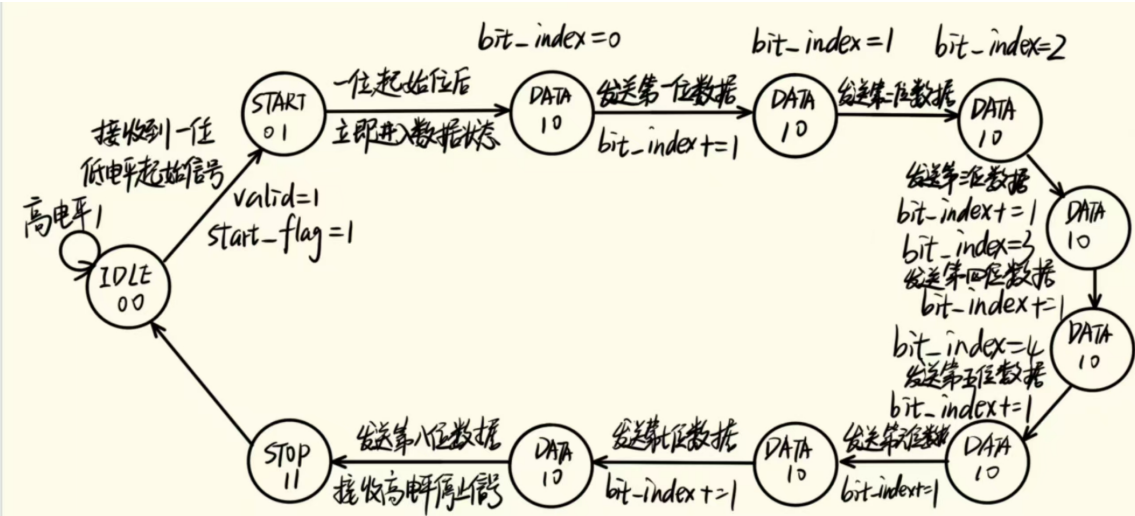 bit_index=0
bit_index=1
bit_index=2
START
01
一位起始位后
立即进入数据状态
DATA
10
发送第一位数据
bit_index+=1
DATA
10
发送第二位数据
DATA
10
接收到一位
低电平起始信号
valid=1
start_flag=1
高电平1
IDLE
00
发送第三位数据
bit_index+=1
DATA
10
bit_index=3
发送第四位数据
bit_index+=1
DATA
10
bit_index=4
发送第五位数据
bit_index+=1
DATA
10
发送第六位数据
bit_index+=1
DATA
10
发送第七位数据
bit_index+=1
DATA
10
发送第八位数据
接收高电平停止信号
STOP
11